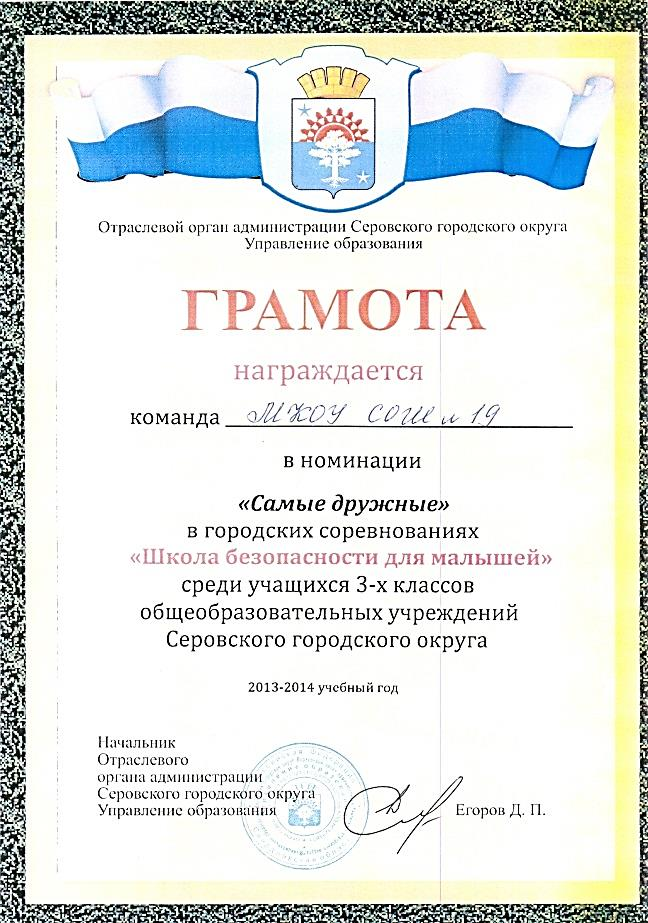 Отраслевой орган администрации Серовского городского округа
Управление образования
ГРАМОТА
награждается
команда МКОУ СОШ № 19
в номинации
«Самые дружные»
в городских соревнованиях
«Школа безопасности для малышей»
среди учащихся 3-х классов
общеобразовательных учреждений
Серовского городского округа
2013-2014 учебный год
Начальник
Отраслевого
органа администрации
Серовского городского округа
Управление образования Егоров Д. П.